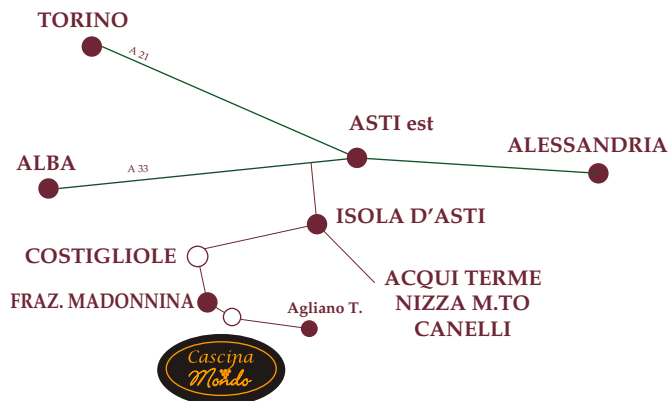 TORINO
A 21
ASTI est
ALESSANDRIA
ALBA
A 33
ISOLA D’ASTI
COSTIGLIOLE
ACQUI TERME
NIZZA M.TO
CANELLI
FRAZ. MADONNINA
Agliano T.
Cascina
Mondo